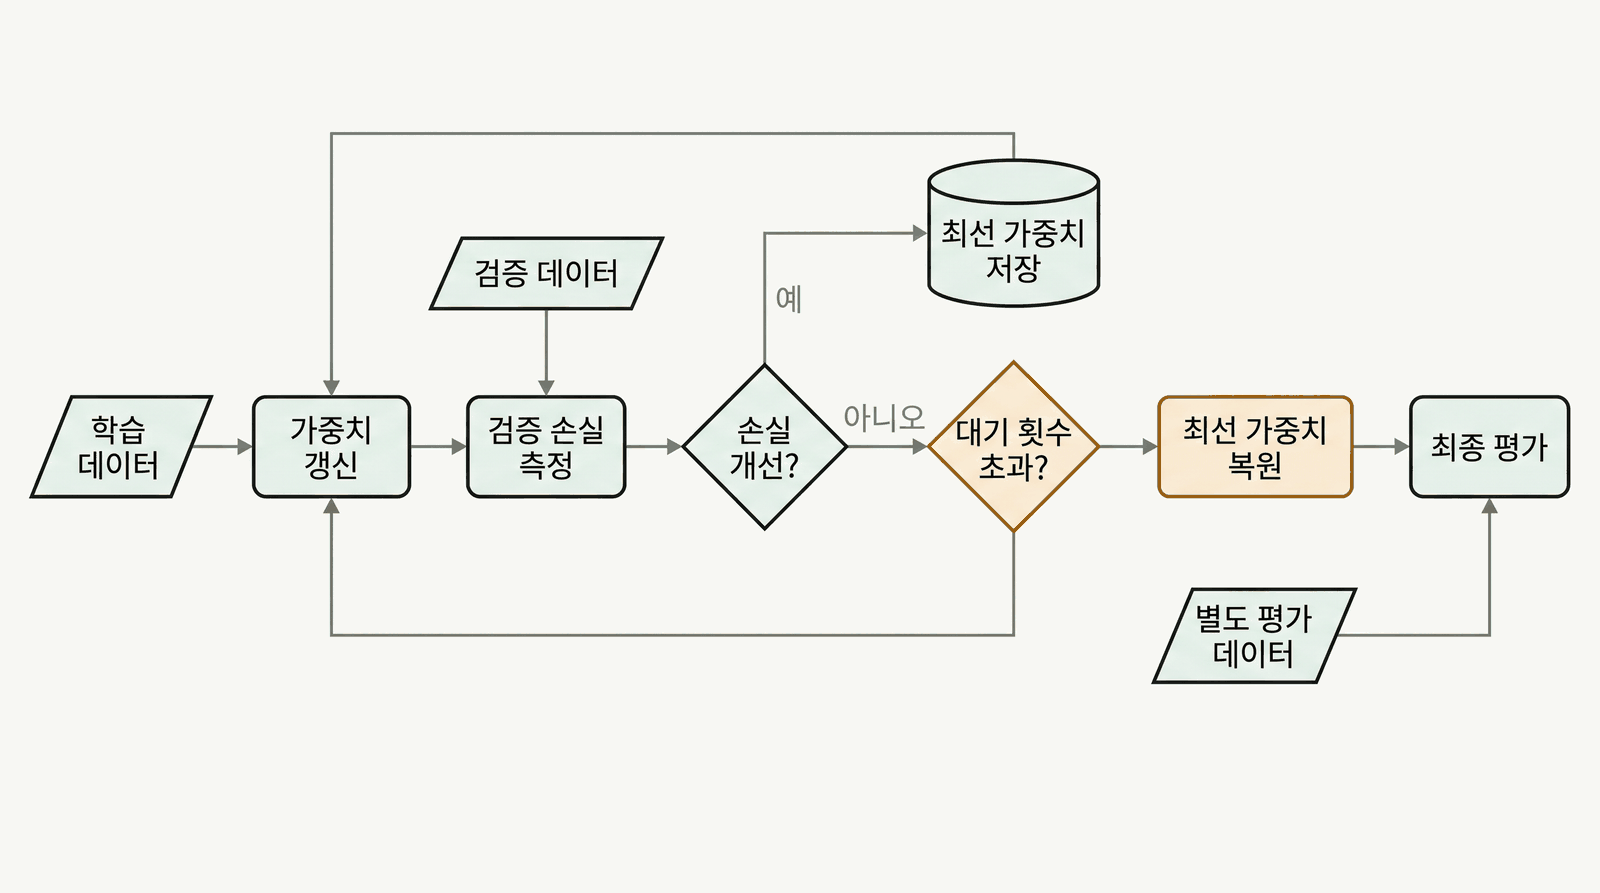 최선 가중치
저장
검증 데이터
예
학습
데이터
가중치
갱신
검증 손실
측정
손실
개선?
아니오
대기 횟수
초과?
최선 가중치
복원
최종 평가
별도 평가
데이터